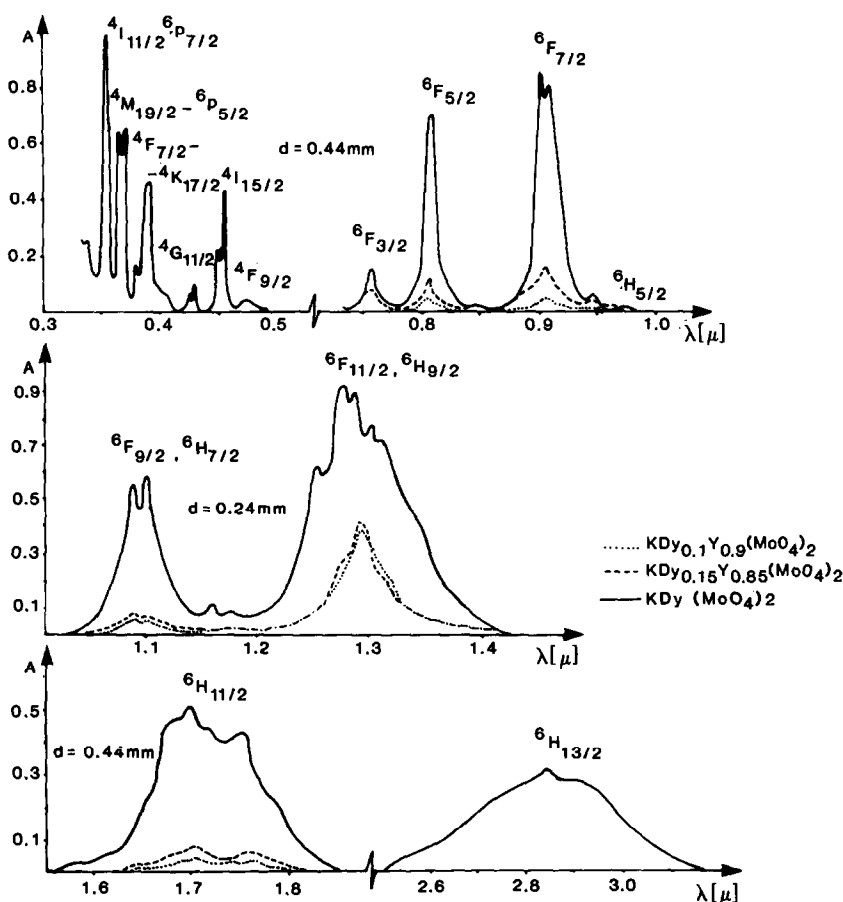 A
⁴I₁₁/₂ ⁶P₇/₂
⁴M₁₉/₂ – ⁶P₅/₂
⁴F₇/₂ –
– ⁴K₁₇/₂ ⁴I₁₅/₂
⁴G₁₁/₂
⁴F₉/₂
d = 0.44mm
⁶F₃/₂
⁶F₅/₂
⁶F₇/₂
⁶H₅/₂
0.8
0.6
0.4
0.2
0.3 0.4 0.5 0.8 0.9 1.0
λ[μ]
A
⁶F₉/₂ , ⁶H₇/₂
d = 0.24mm
⁶F₁₁/₂ , ⁶H₉/₂
0.9
0.7
0.5
0.3
0.1
1.1 1.2 1.3 1.4
λ[μ]
KDy₀.₁Y₀.₉(MoO₄)₂
KDy₀.₁₅Y₀.₈₅(MoO₄)₂
KDy (MoO₄)2
A
⁶H₁₁/₂
d = 0.44mm
⁶H₁₃/₂
0.5
0.3
0.1
1.6 1.7 1.8 2.6 2.8 3.0
λ[μ]